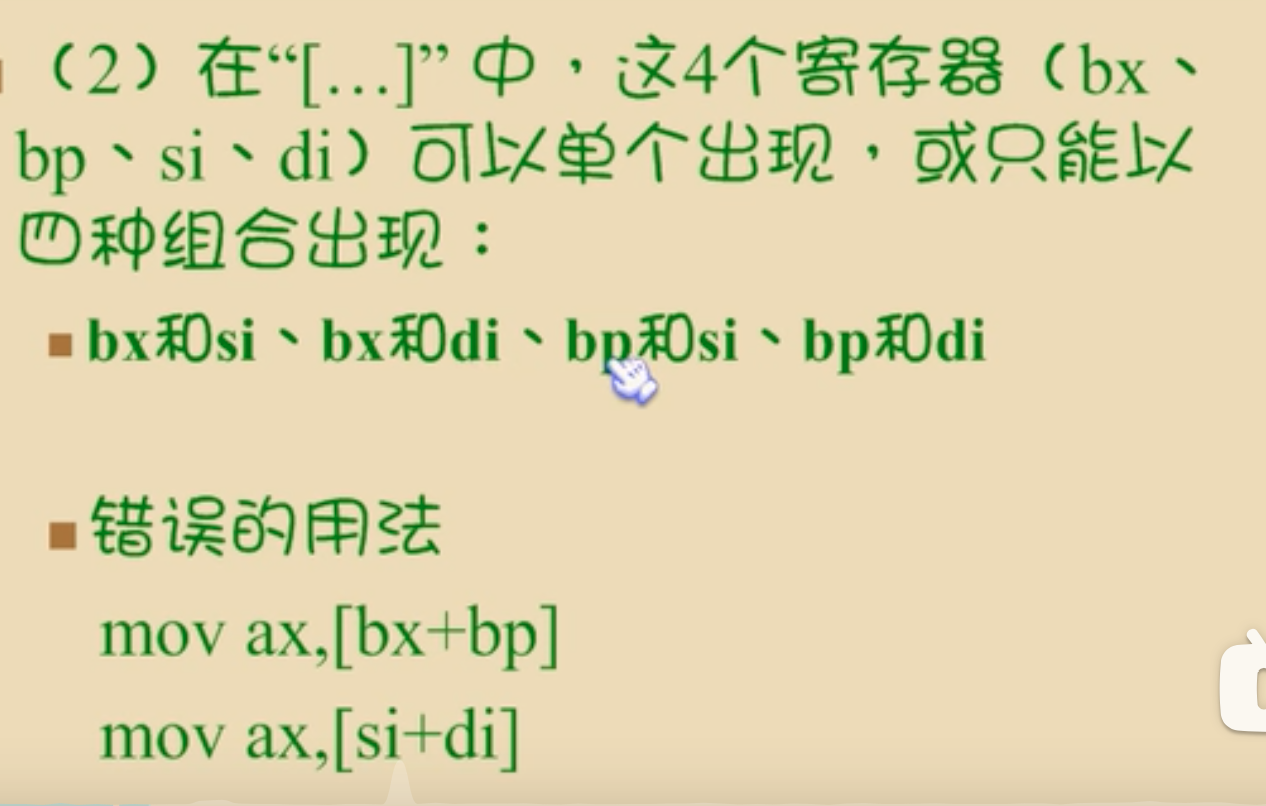 （2）在“[…]” 中，这4个寄存器（bx、
bp、si、di）可以单个出现，或只能以
四种组合出现：
bx和si、bx和di、bp和si、bp和di
错误的用法
mov ax,[bx+bp]
mov ax,[si+di]